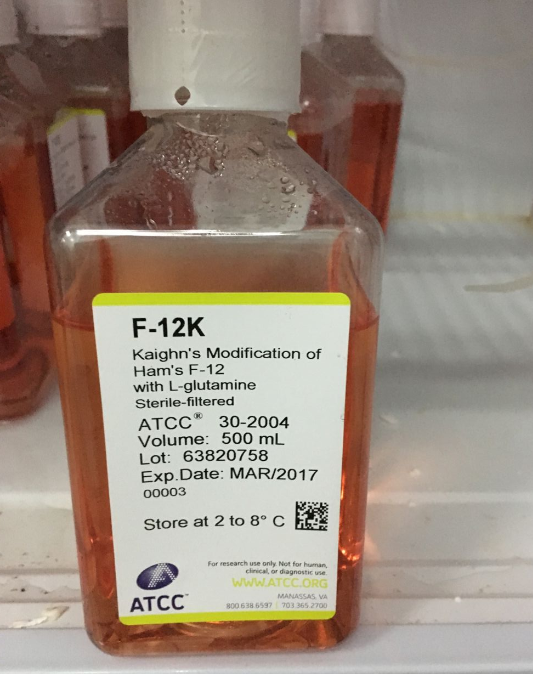 F-12K
Kaighn's Modification of
Ham's F-12
with L-glutamine
Sterile-filtered
ATCC® 30-2004
Volume: 500 mL
Lot: 63820758
Exp.Date: MAR/2017
00003
Store at 2 to 8° C
For research use only. Not for human,
clinical, or diagnostic use.
WWW.ATCC.ORG
MANASSAS, VA
800.638.6597 | 703.365.2700
ATCC™